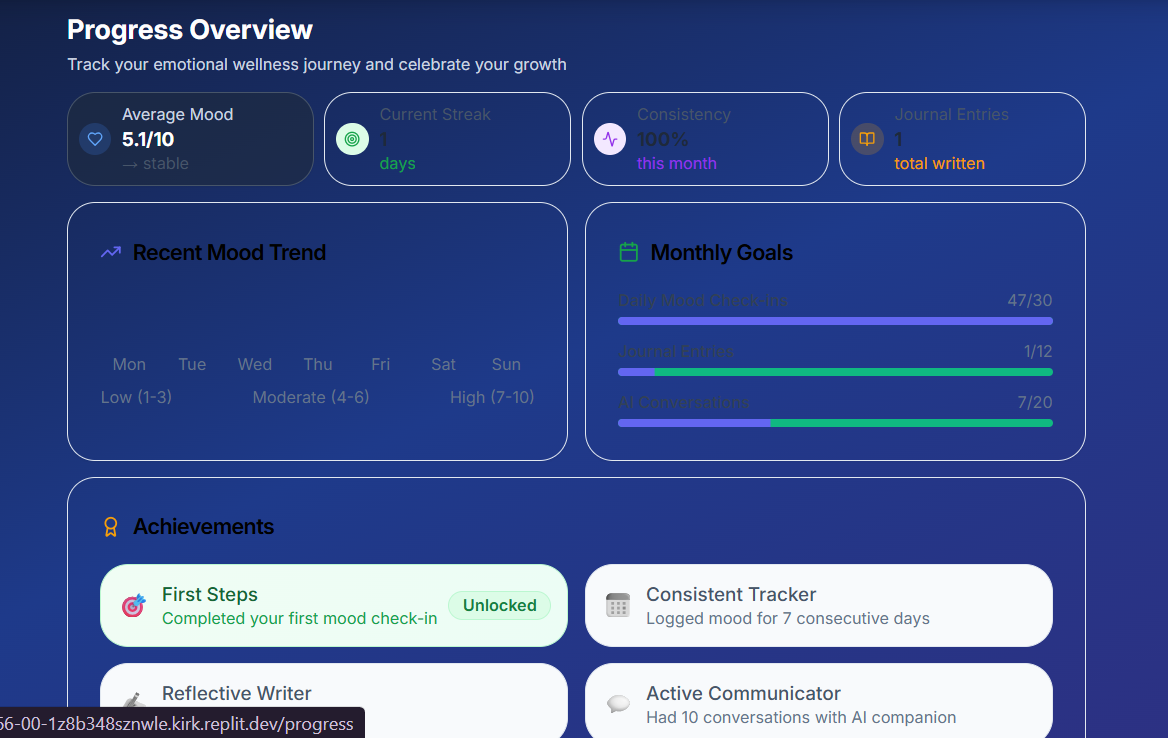 Progress Overview
Track your emotional wellness journey and celebrate your growth
Average Mood
5.1/10
→ stable
Current Streak
1
days
Consistency
100%
this month
Journal Entries
1
total written
Recent Mood Trend
Mon Tue Wed Thu Fri Sat Sun
Low (1-3) Moderate (4-6) High (7-10)
Monthly Goals
Daily Mood Check-ins 47/30
Journal Entries 1/12
AI Conversations 7/20
Achievements
First Steps
Completed your first mood check-in
Unlocked
Consistent Tracker
Logged mood for 7 consecutive days
Reflective Writer
Active Communicator
Had 10 conversations with AI companion
56-00-1z8b348sznwle.kirk.replit.dev/progress